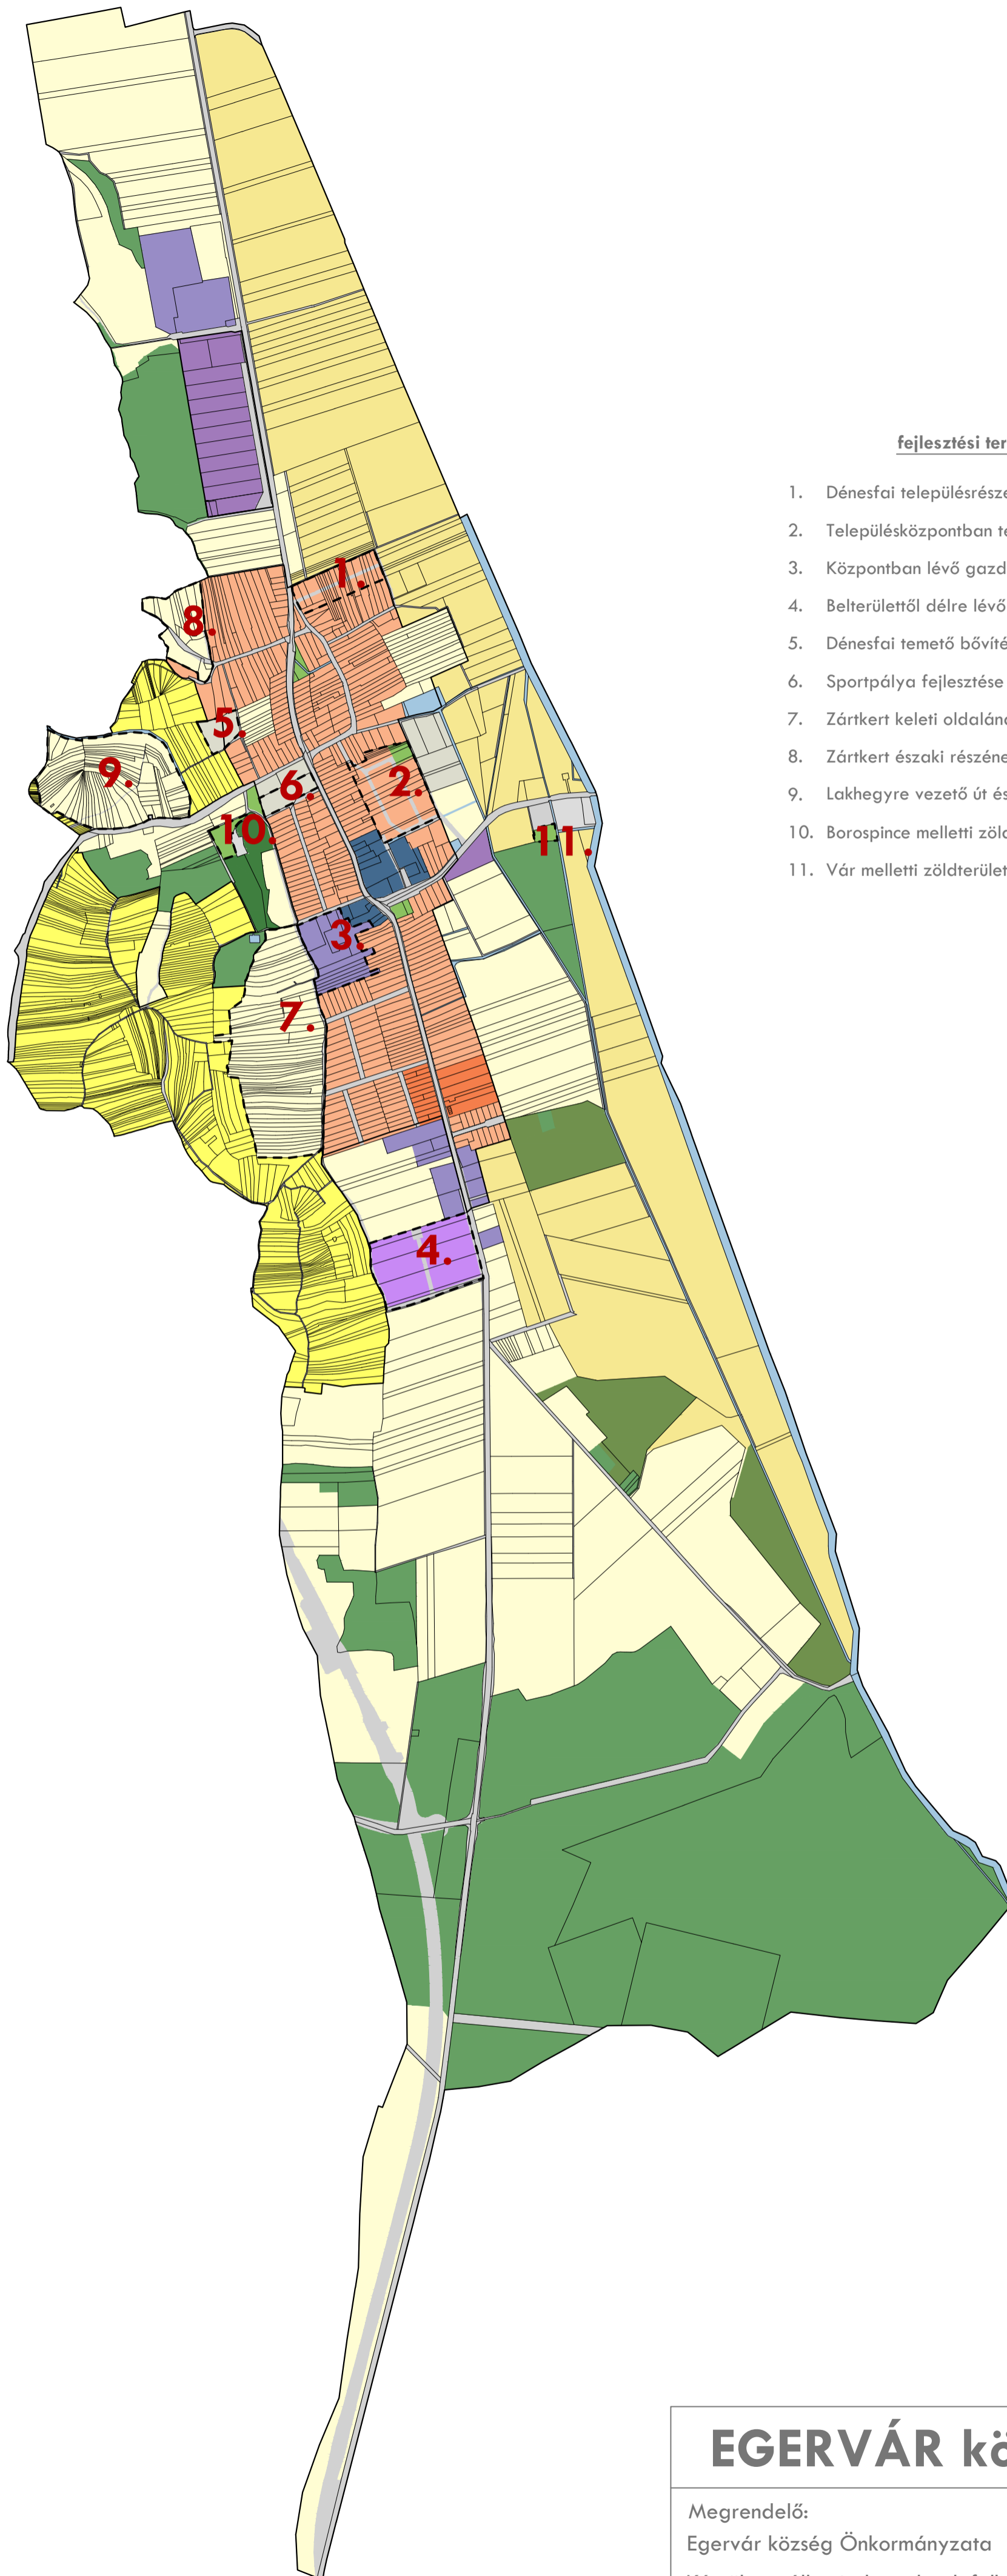 fejlesztési ter
1. Dénesfai településrésze
2. Településközpontban te
3. Központban lévő gazd
4. Belterülettől délre lévő
5. Dénesfai temető bővíté
6. Sportpálya fejlesztése
7. Zártkert keleti oldaláná
8. Zártkert északi részéne
9. Lakhegyre vezető út és
10. Borospince melletti zöld
11. Vár melletti zöldterület
1.
8.
5.
9.
6.
2.
10.
11.
3.
7.
4.
EGERVÁR kö
Megrendelő:
Egervár község Önkormányzata